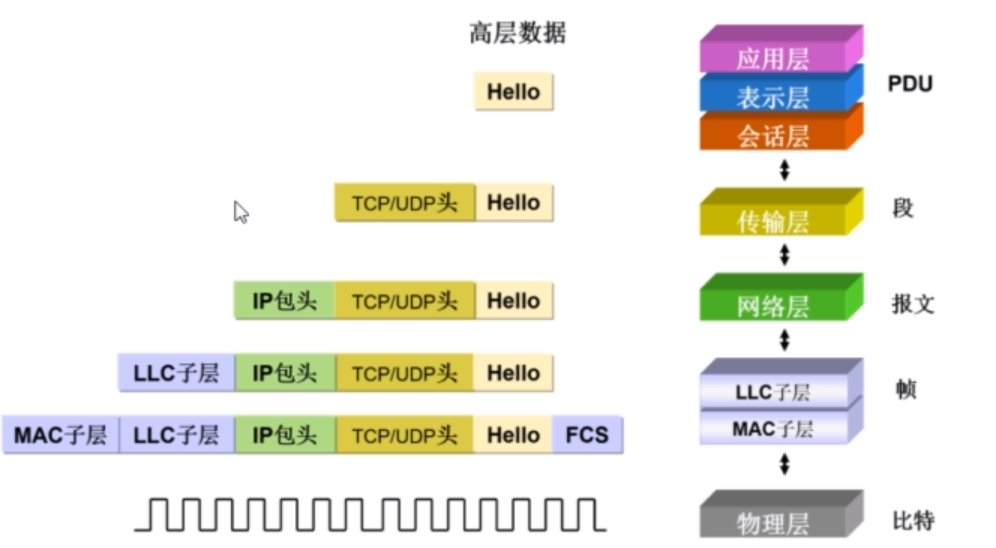 高层数据
应用层
Hello
表示层
PDU
会话层
TCP/UDP头 Hello
传输层
段
IP包头 TCP/UDP头 Hello
网络层
报文
LLC子层 IP包头 TCP/UDP头 Hello
LLC子层
帧
MAC子层 LLC子层 IP包头 TCP/UDP头 Hello FCS
MAC子层
物理层
比特